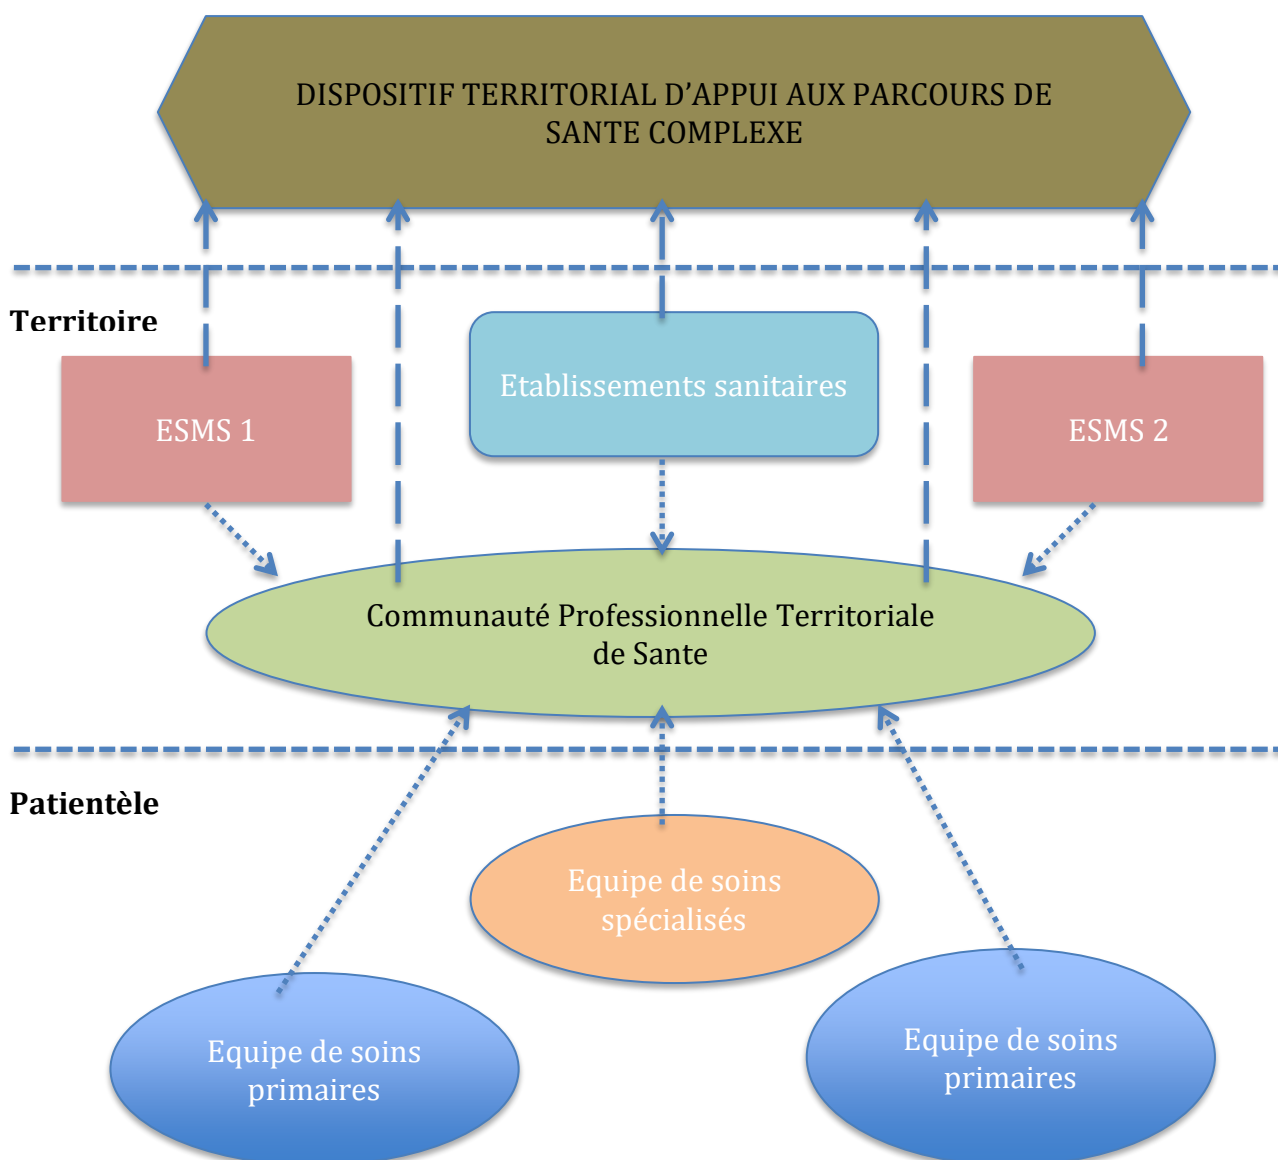 DISPOSITIF TERRITORIAL D’APPUI AUX PARCOURS DE
SANTE COMPLEXE
Territoire
Etablissements sanitaires
ESMS 1
ESMS 2
Communauté Professionnelle Territoriale
de Sante
Patientèle
Equipe de soins
spécialisés
Equipe de soins
primaires
Equipe de soins
primaires